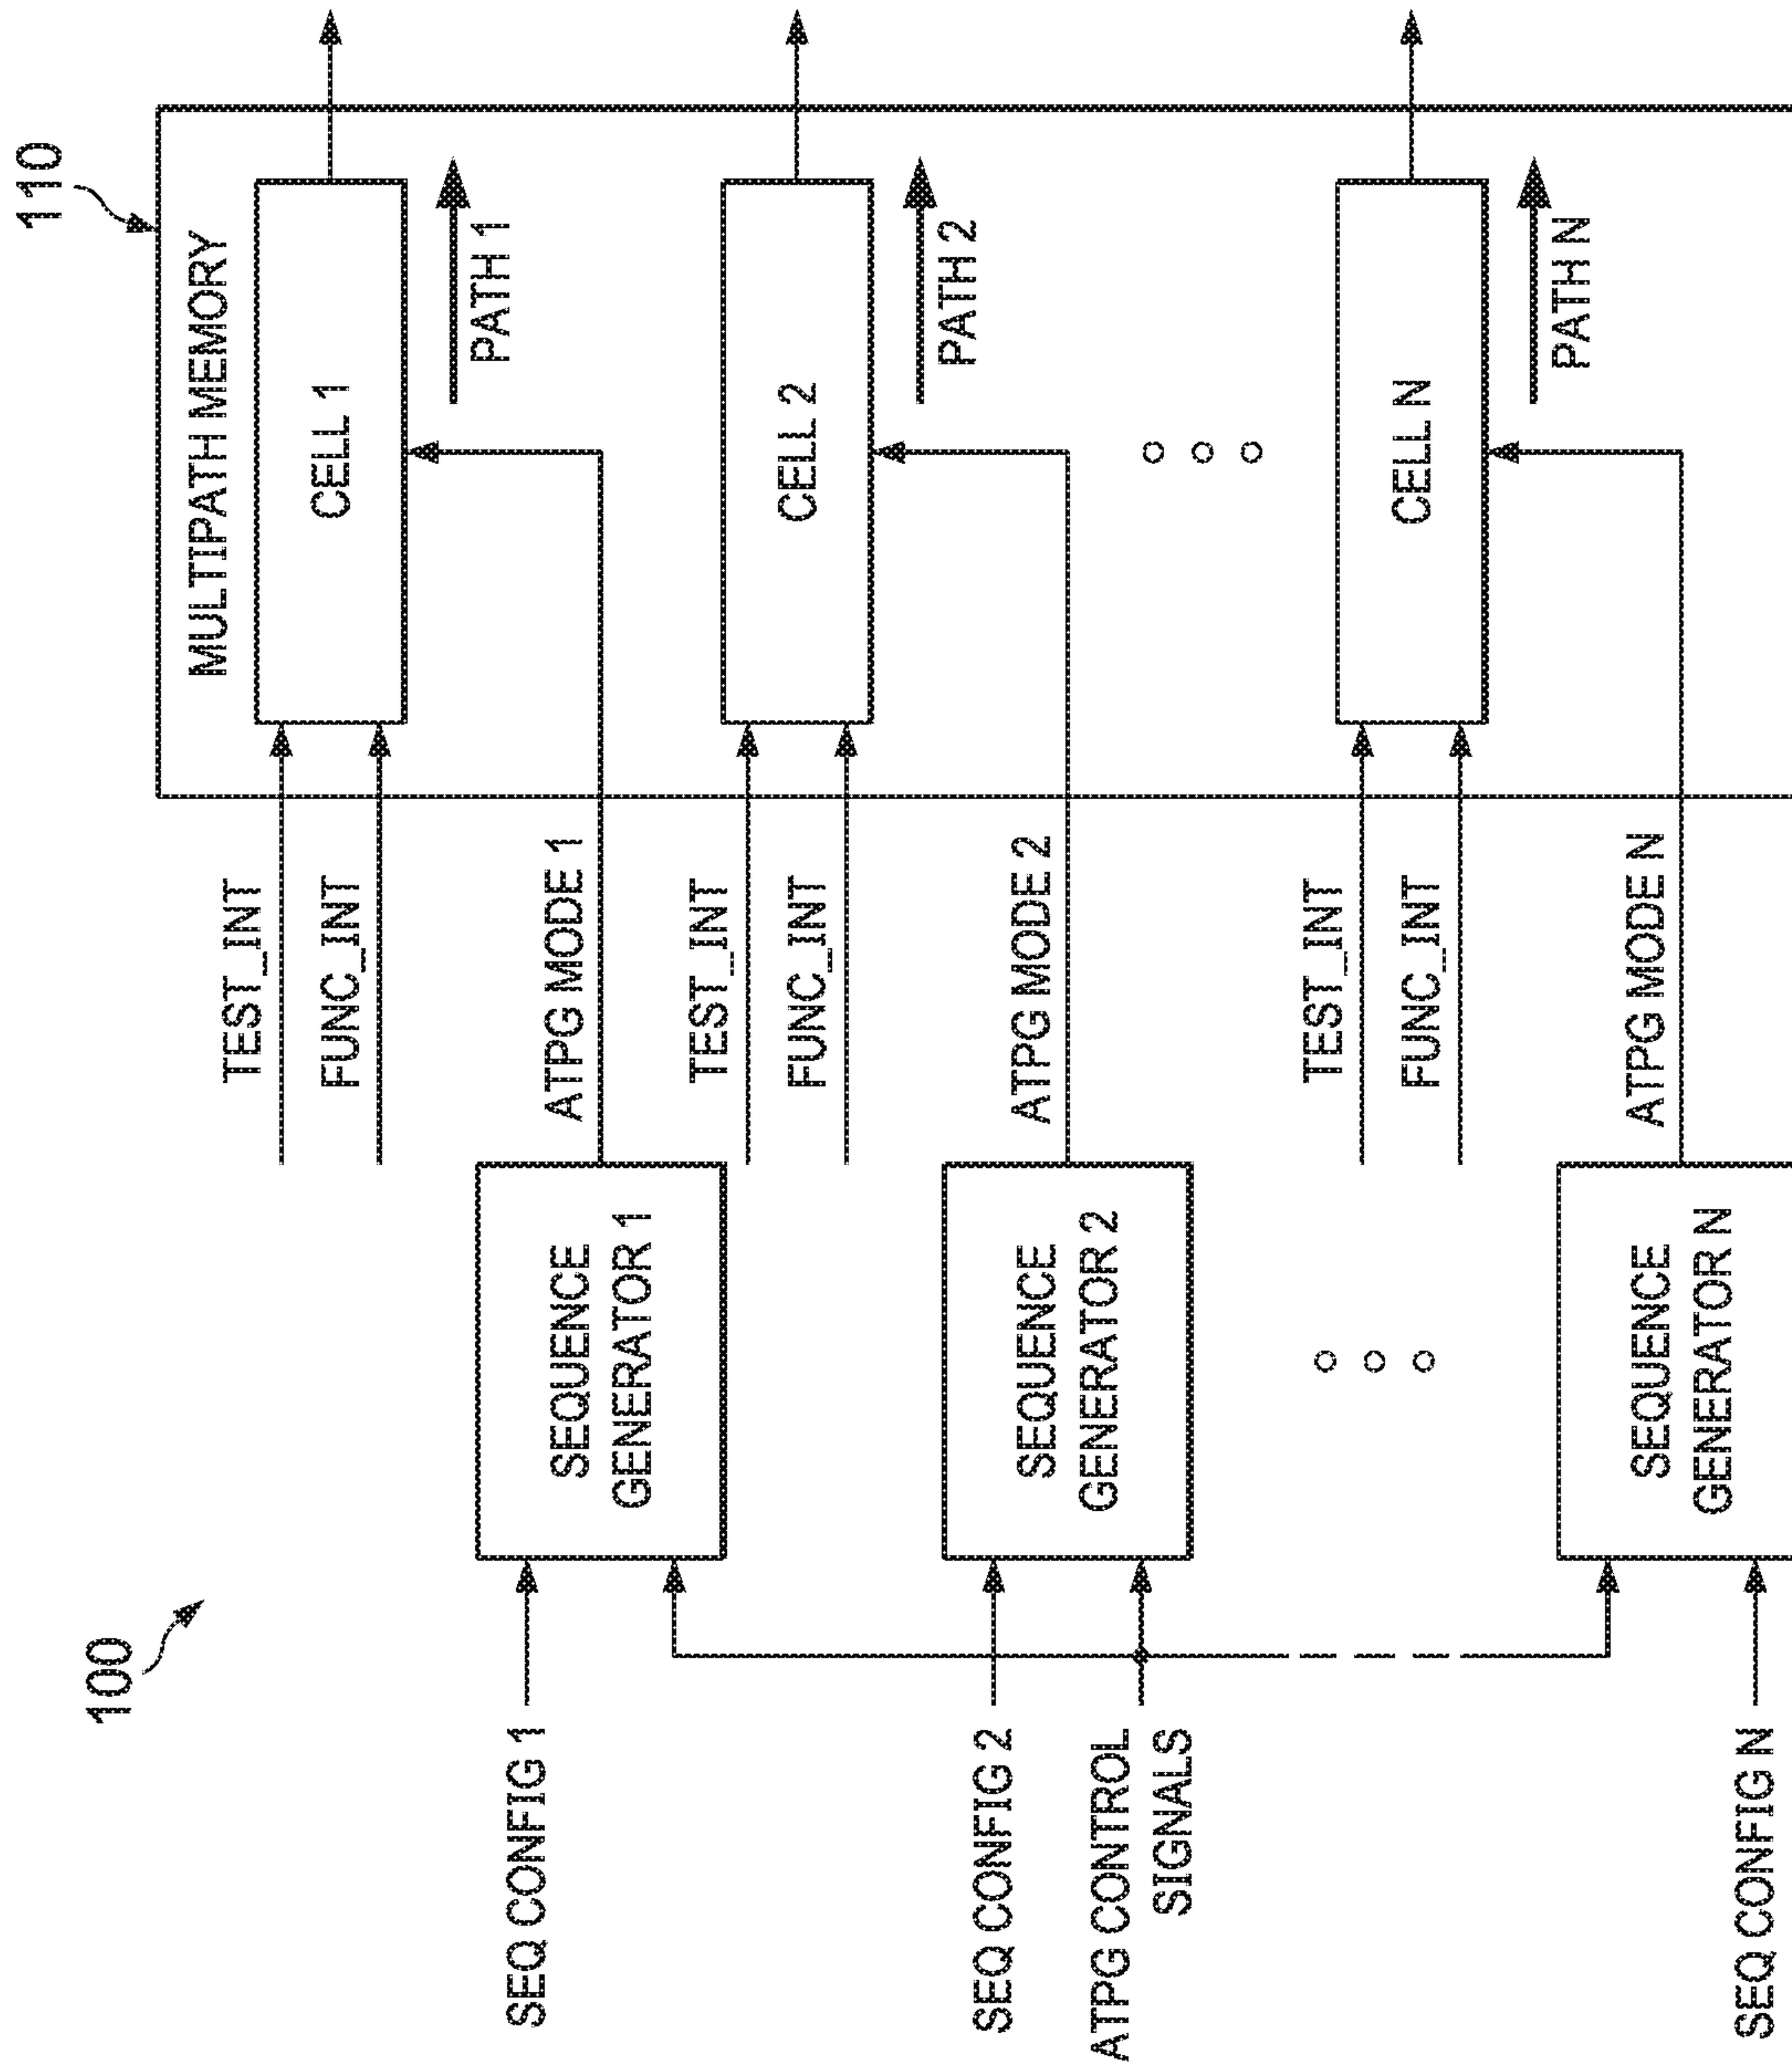 100
110
MULTIPATH MEMORY
TEST_INT
CELL 1
FUNC_INT
PATH 1
SEQ CONFIG 1
SEQUENCE
GENERATOR 1
ATPG MODE 1
TEST_INT
CELL 2
FUNC_INT
PATH 2
SEQ CONFIG 2
SEQUENCE
GENERATOR 2
ATPG MODE 2
ATPG CONTROL
SIGNALS
TEST_INT
CELL N
FUNC_INT
PATH N
SEQUENCE
GENERATOR N
ATPG MODE N
SEQ CONFIG N